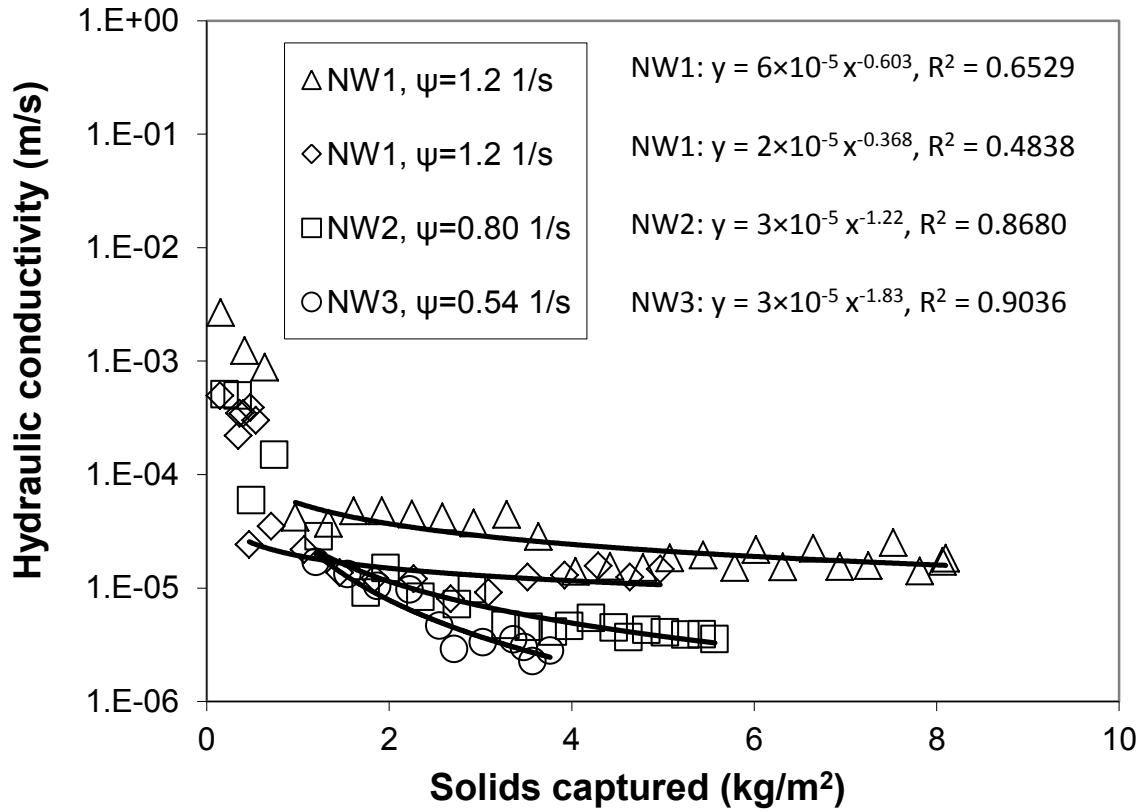 1.E+00
1.E-01
1.E-02
1.E-03
1.E-04
1.E-05
1.E-06
Hydraulic conductivity (m/s)
NW1, ψ=1.2 1/s
NW1, ψ=1.2 1/s
NW2, ψ=0.80 1/s
NW3, ψ=0.54 1/s
NW1: y = 6×10⁻⁵ x⁻⁰·⁶⁰³, R² = 0.6529
NW1: y = 2×10⁻⁵ x⁻⁰·³⁶⁸, R² = 0.4838
NW2: y = 3×10⁻⁵ x⁻¹·²², R² = 0.8680
NW3: y = 3×10⁻⁵ x⁻¹·⁸³, R² = 0.9036
0 2 4 6 8 10
Solids captured (kg/m²)